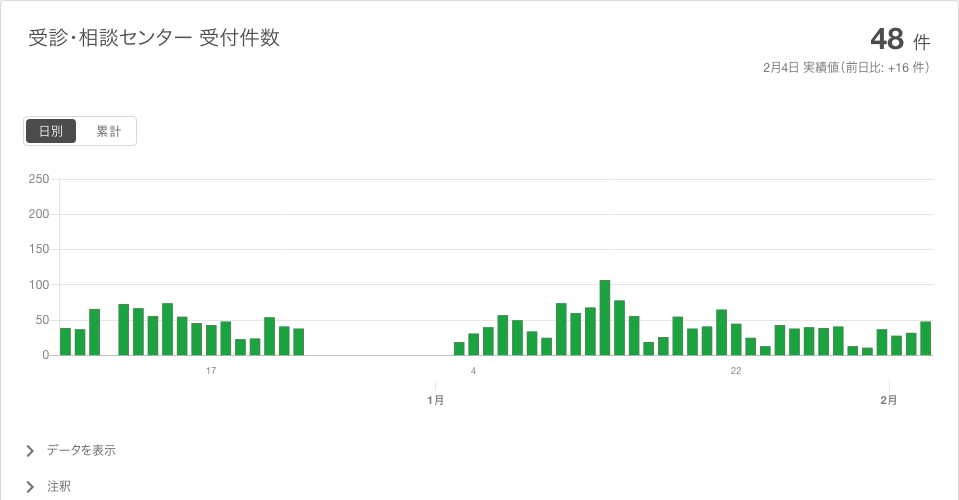 受診・相談センター 受付件数
48 件
2月4日 実績値（前日比: +16 件）
日別 累計
250
200
150
100
50
0
17 4 22
1月 2月
データを表示
注釈